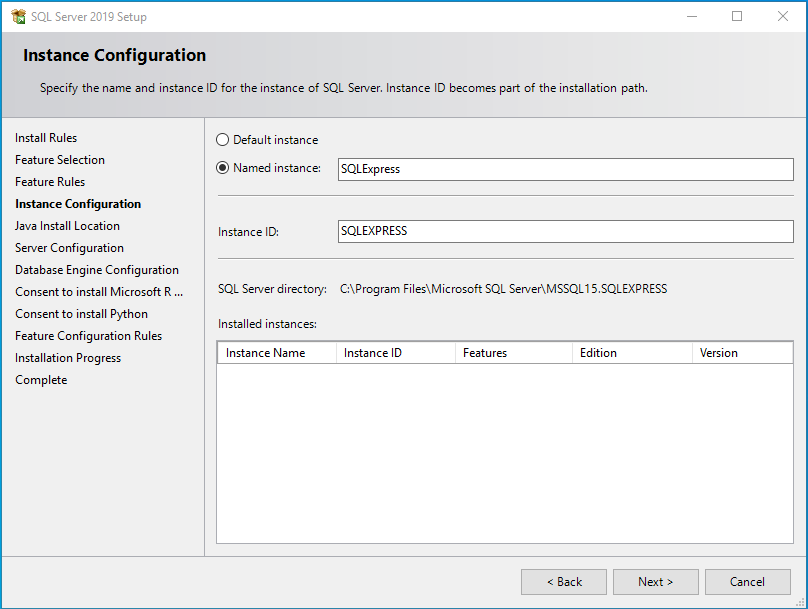 SQL Server 2019 Setup
Instance Configuration
Specify the name and instance ID for the instance of SQL Server. Instance ID becomes part of the installation path.
Install Rules
Feature Selection
Feature Rules
Instance Configuration
Java Install Location
Server Configuration
Database Engine Configuration
Consent to install Microsoft R ...
Consent to install Python
Feature Configuration Rules
Installation Progress
Complete
Default instance
Named instance: SQLExpress
Instance ID: SQLEXPRESS
SQL Server directory: C:\Program Files\Microsoft SQL Server\MSSQL15.SQLEXPRESS
Installed instances:
Instance Name Instance ID Features Edition Version
< Back Next > Cancel